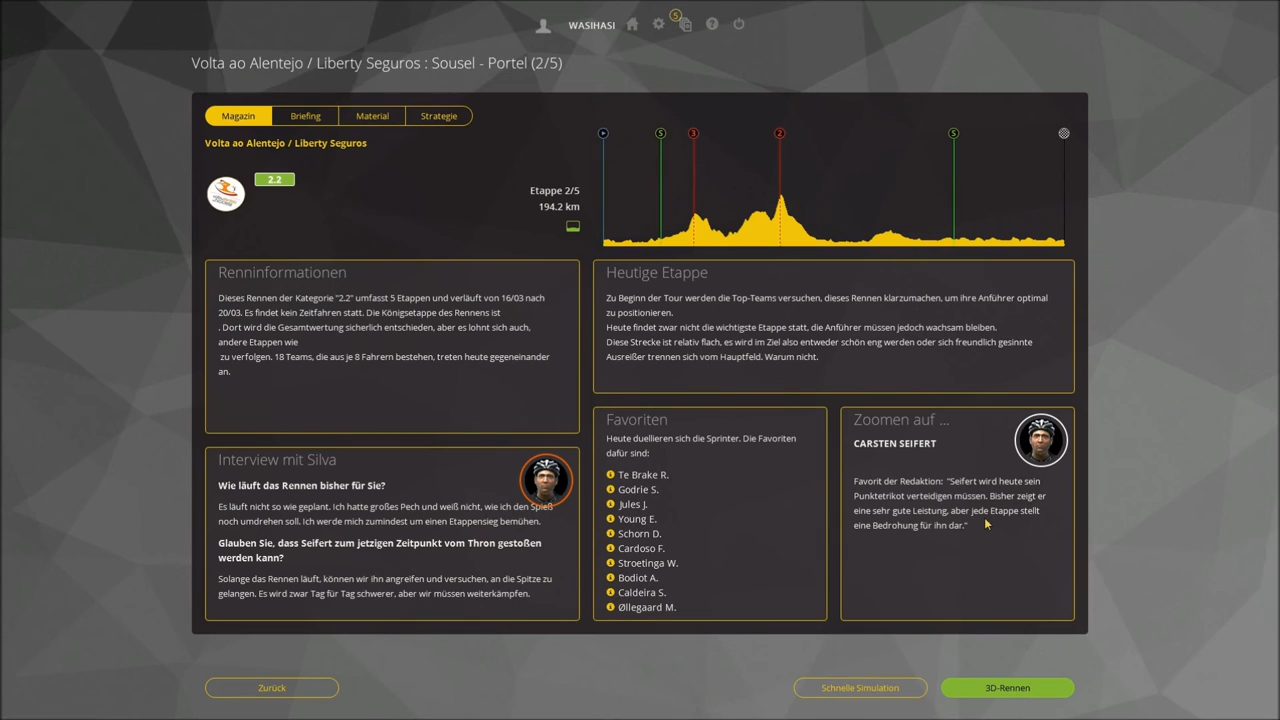 WASIHASI
5
Volta ao Alentejo / Liberty Seguros : Sousel - Portel (2/5)
Magazin
Briefing
Material
Strategie
Volta ao Alentejo / Liberty Seguros
2.2
Etappe 2/5
194.2 km
S
3
2
S
Renninformationen
Dieses Rennen der Kategorie "2.2" umfasst 5 Etappen und verläuft von 16/03 nach
20/03. Es findet kein Zeitfahren statt. Die Königsetape des Rennens ist
. Dort wird die Gesamtwertung sicherlich entschieden, aber es lohnt sich auch,
andere Etappen wie
zu verfolgen. 18 Teams, die aus je 8 Fahrern bestehen, treten heute gegeneinander
an.
Heutige Etappe
Zu Beginn der Tour werden die Top-Teams versuchen, dieses Rennen klarzumachen, um ihre Anführer optimal
zu positionieren.
Heute findet zwar nicht die wichtigste Etappe statt, die Anführer müssen jedoch wachsam bleiben.
Diese Strecke ist relativ flach, es wird im Ziel also entweder schön eng werden oder sich freundlich gesinnte
Ausreißer trennen sich vom Hauptfeld. Warum nicht.
Interview mit Silva
Wie läuft das Rennen bisher für Sie?
Es läuft nicht so wie geplant. Ich hatte großes Pech und weiß nicht, wie ich den Spieß
noch umdrehen soll. Ich werde mich zumindest um einen Etappensieg bemühen.
Glauben Sie, dass Seifert zum jetzigen Zeitpunkt vom Thron gestoßen
werden kann?
Solange das Rennen läuft, können wir ihn angreifen und versuchen, an die Spitze zu
gelangen. Es wird zwar Tag für Tag schwerer, aber wir müssen weiterkämpfen.
Favoriten
Heute duellieren sich die Sprinter. Die Favoriten
dafür sind:
Te Brake R.
Godrie S.
Jules J.
Young E.
Schorn D.
Cardoso F.
Stroetinga W.
Bodiot A.
Caldeira S.
Øllegaard M.
Zoomen auf ...
CARSTEN SEIFERT
Favorit der Redaktion: "Seifert wird heute sein
Punktetrikot verteidigen müssen. Bisher zeigt er
eine sehr gute Leistung, aber jede Etappe stellt
eine Bedrohung für ihn dar."
Zurück
Schnelle Simulation
3D-Rennen